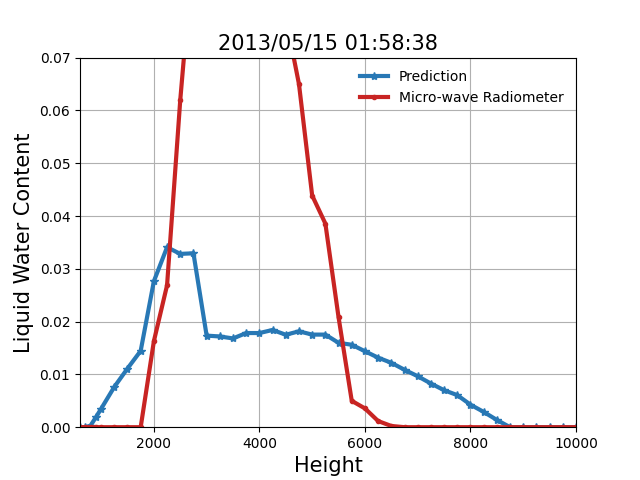 2013/05/15 01:58:38
0.07
0.06
0.05
0.04
0.03
0.02
0.01
0.00
Liquid Water Content
Prediction
Micro-wave Radiometer
2000 4000 6000 8000 10000
Height